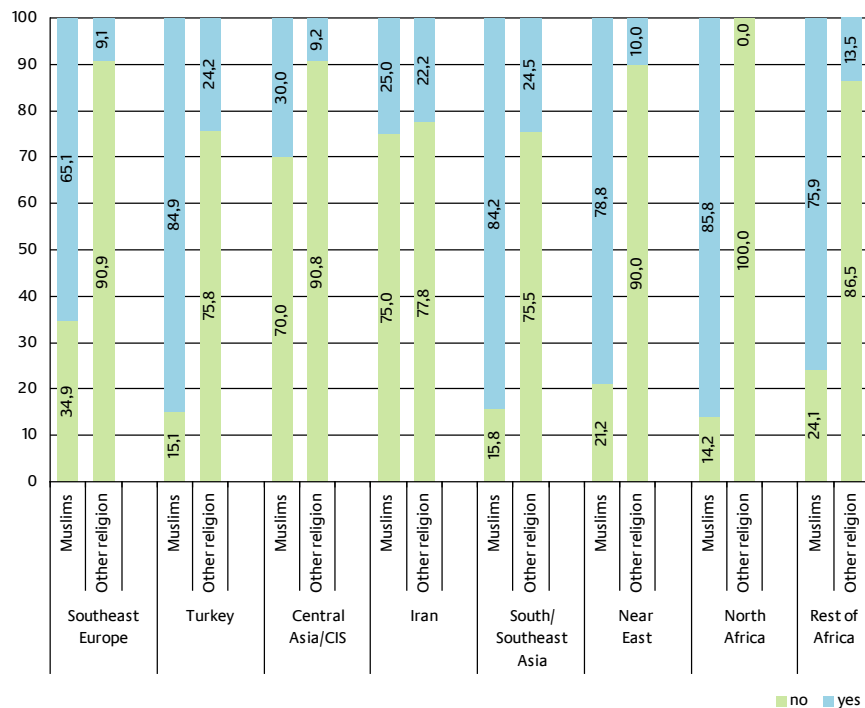 100
90
80
70
60
50
40
30
20
10
0
65,1
34,9
9,1
90,9
84,9
15,1
24,2
75,8
30,0
70,0
9,2
90,8
25,0
75,0
22,2
77,8
84,2
15,8
24,5
75,5
78,8
21,2
10,0
90,0
85,8
14,2
0,0
100,0
75,9
24,1
13,5
86,5
Muslims
Other religion
Muslims
Other religion
Muslims
Other religion
Muslims
Other religion
Muslims
Other religion
Muslims
Other religion
Muslims
Other religion
Muslims
Other religion
Southeast
Europe
Turkey
Central
Asia/CIS
Iran
South/
Southeast
Asia
Near
East
North
Africa
Rest of
Africa
no yes